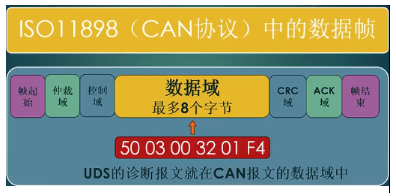 ISO11898（CAN协议）中的数据帧
帧起始
仲裁域
控制域
数据域
最多8个字节
CRC域
ACK域
帧结束
50 03 00 32 01 F4
UDS的诊断报文就在CAN报文的数据域中